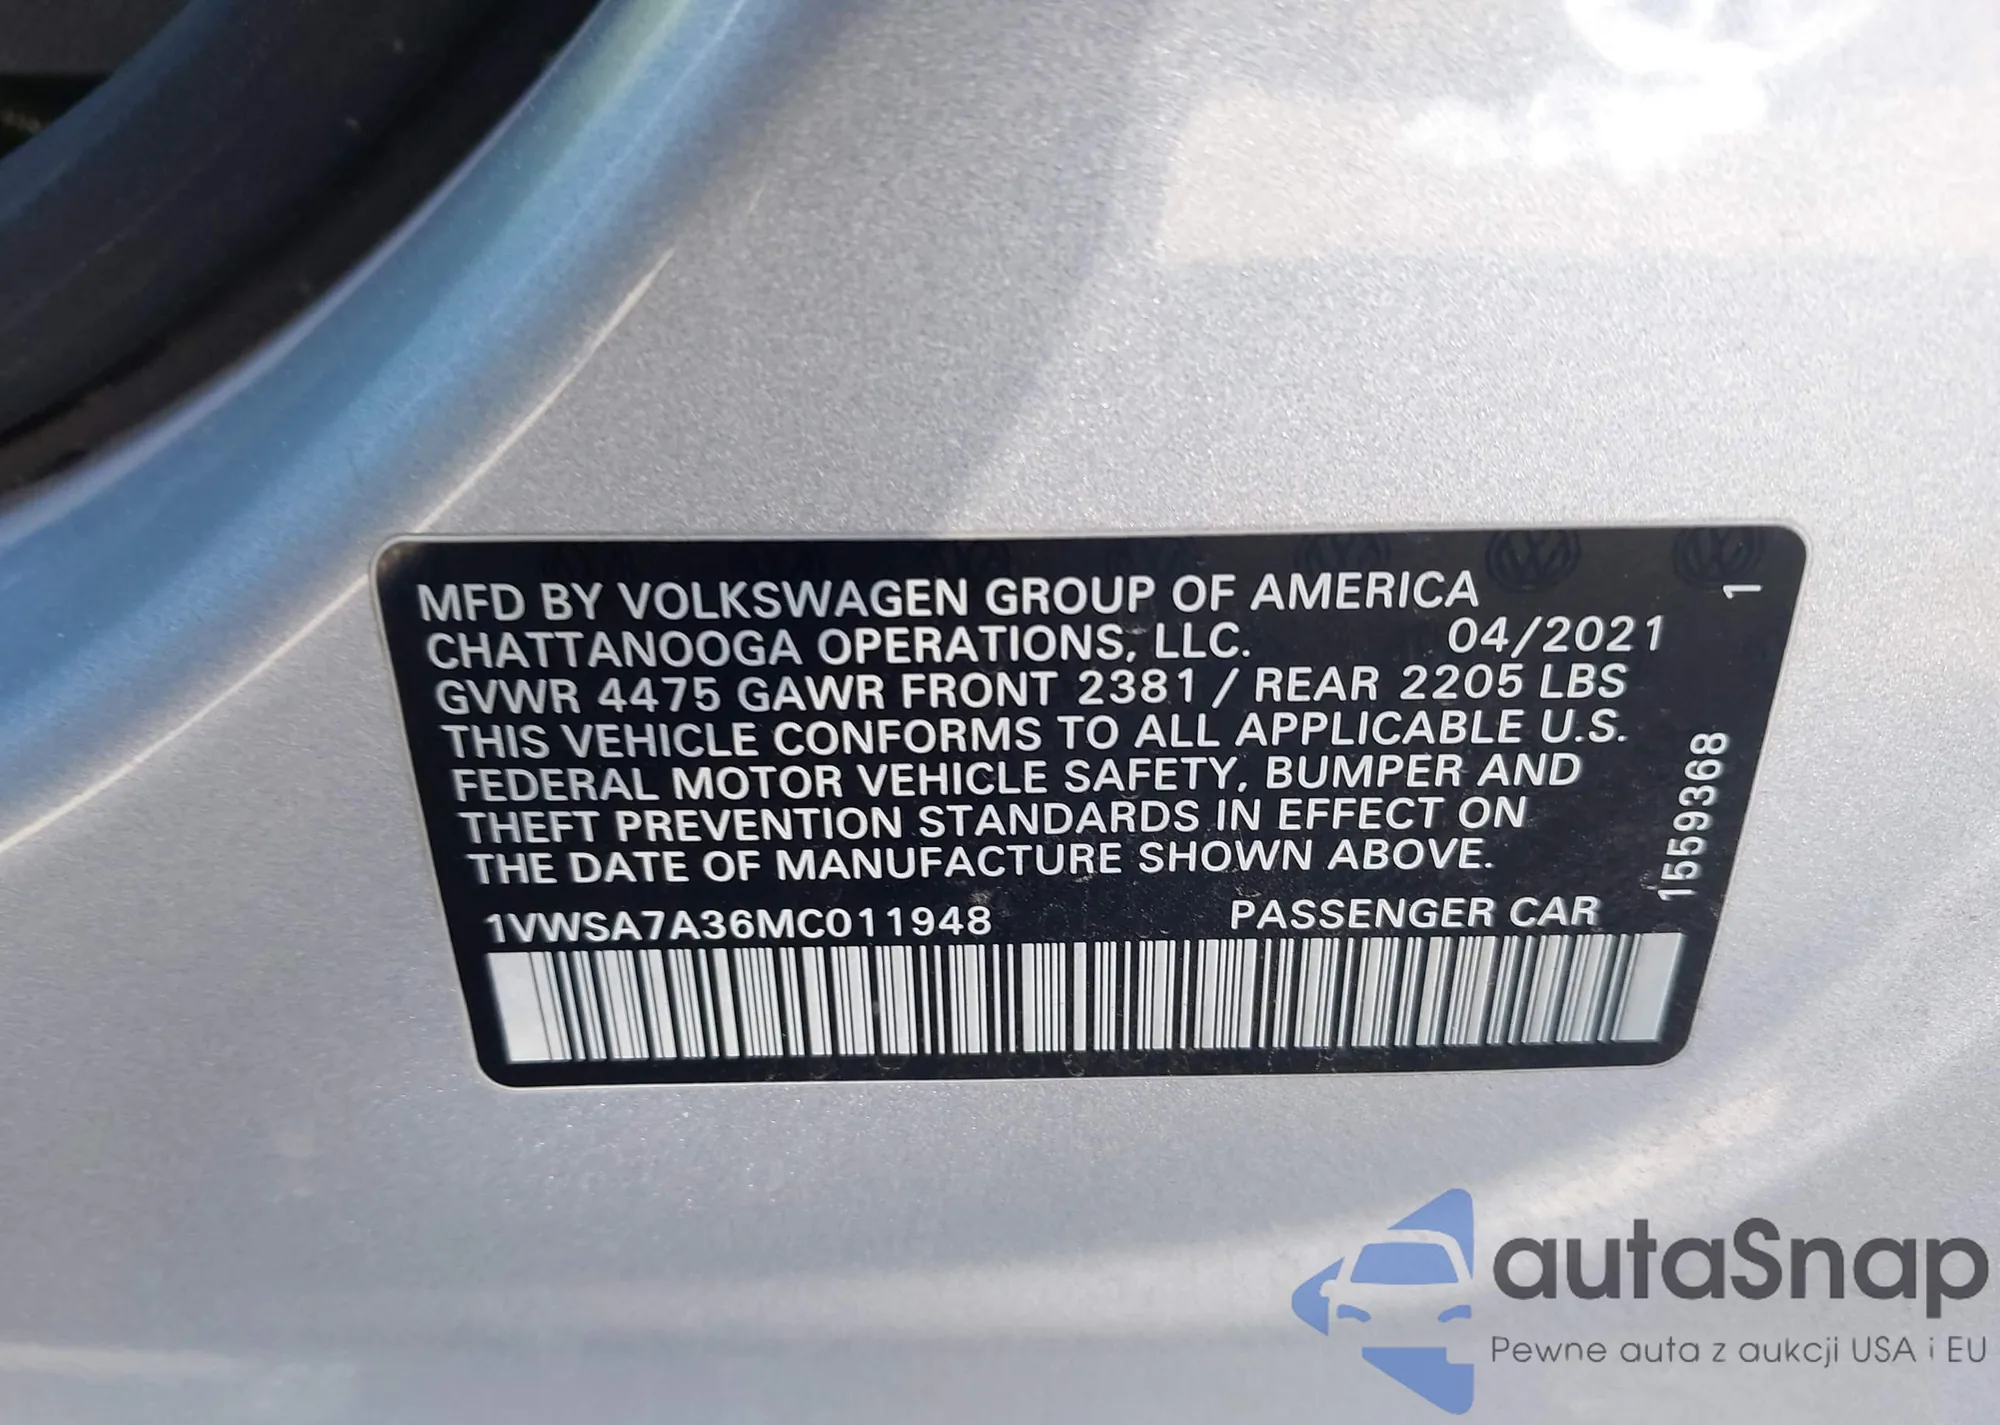 MFD BY VOLKSWAGEN GROUP OF AMERICA
CHATTANOOGA OPERATIONS, LLC. 04/2021
GVWR 4475 GAWR FRONT 2381 / REAR 2205 LBS
THIS VEHICLE CONFORMS TO ALL APPLICABLE U.S.
FEDERAL MOTOR VEHICLE SAFETY, BUMPER AND
THEFT PREVENTION STANDARDS IN EFFECT ON
THE DATE OF MANUFACTURE SHOWN ABOVE.
1VWSA7A36MC011948 PASSENGER CAR
1559368 1
autaSnap
Pewne auta z aukcji USA i EU